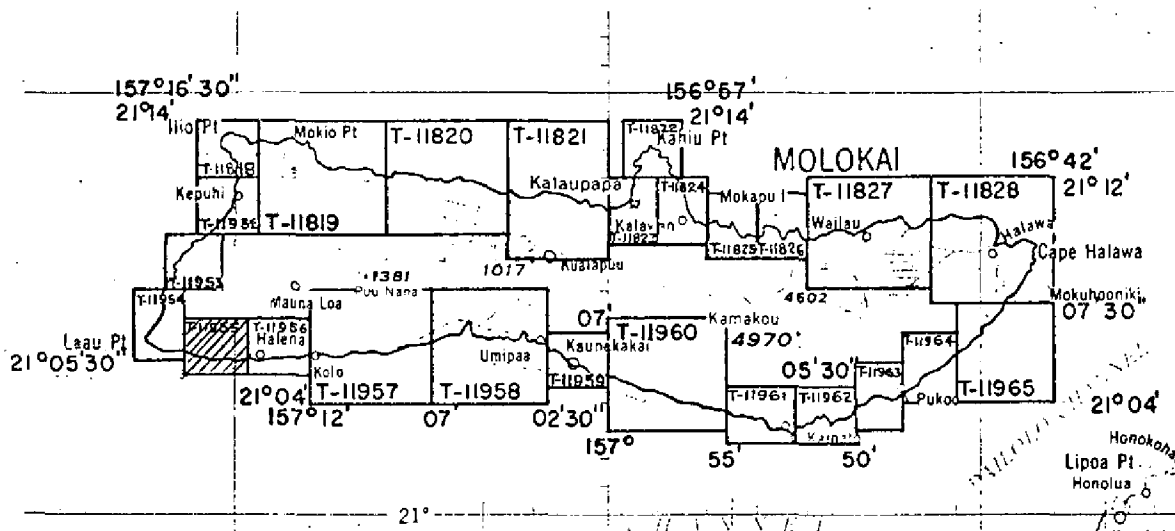 157°16'30"
21°14'
156°57'
21°14'
Ilio Pt
Mokio Pt
T-11820
T-11821
Kahiu Pt
MOLOKAI
156°42'
21°12'
Kepuhi
T-11819
Kalaupapa
T-11824
Mokapu I
T-11827
T-11828
Wailau
Halawa
Cape Halawa
T-11825
T-11826
Kualapuu
1017
1381
Puu Nana
T-11953
T-11954
Mauna Loa
4602
Mokuhooniki
07'30"
Laau Pt
21°05'30"
T-11956
Halena
Kolo
07'
T-11960
Kamakou
4970
Umipaa
Kaunakakai
T-11959
05'30"
T-11964
T-11963
T-11965
21°04'
157°12'
T-11957
T-11958
07'
02'30"
157°
T-11961
T-11962
Pukoo
55'
50'
21°04'
PAILOLO CHANNEL
Lipoa Pt
Honolua
21°